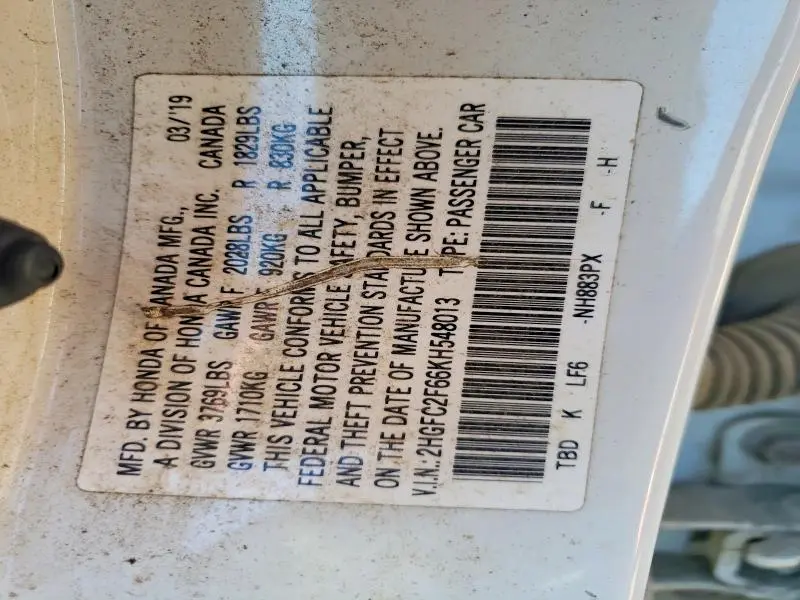 MFD. BY HONDA OF CANADA MFG., 03/'19
A DIVISION OF HONDA CANADA INC. CANADA
GVWR 3769LBS GAWR F 2028LBS R 1829LBS
GVWR 1710KG GAWR F 920KG R 830KG
THIS VEHICLE CONFORMS TO ALL APPLICABLE
FEDERAL MOTOR VEHICLE SAFETY, BUMPER,
AND THEFT PREVENTION STANDARDS IN EFFECT
ON THE DATE OF MANUFACTURE SHOWN ABOVE.
V.I.N.: 2HGFC2F66KH548013 TYPE: PASSENGER CAR
TBD K LF6 -NH883PX -F -H